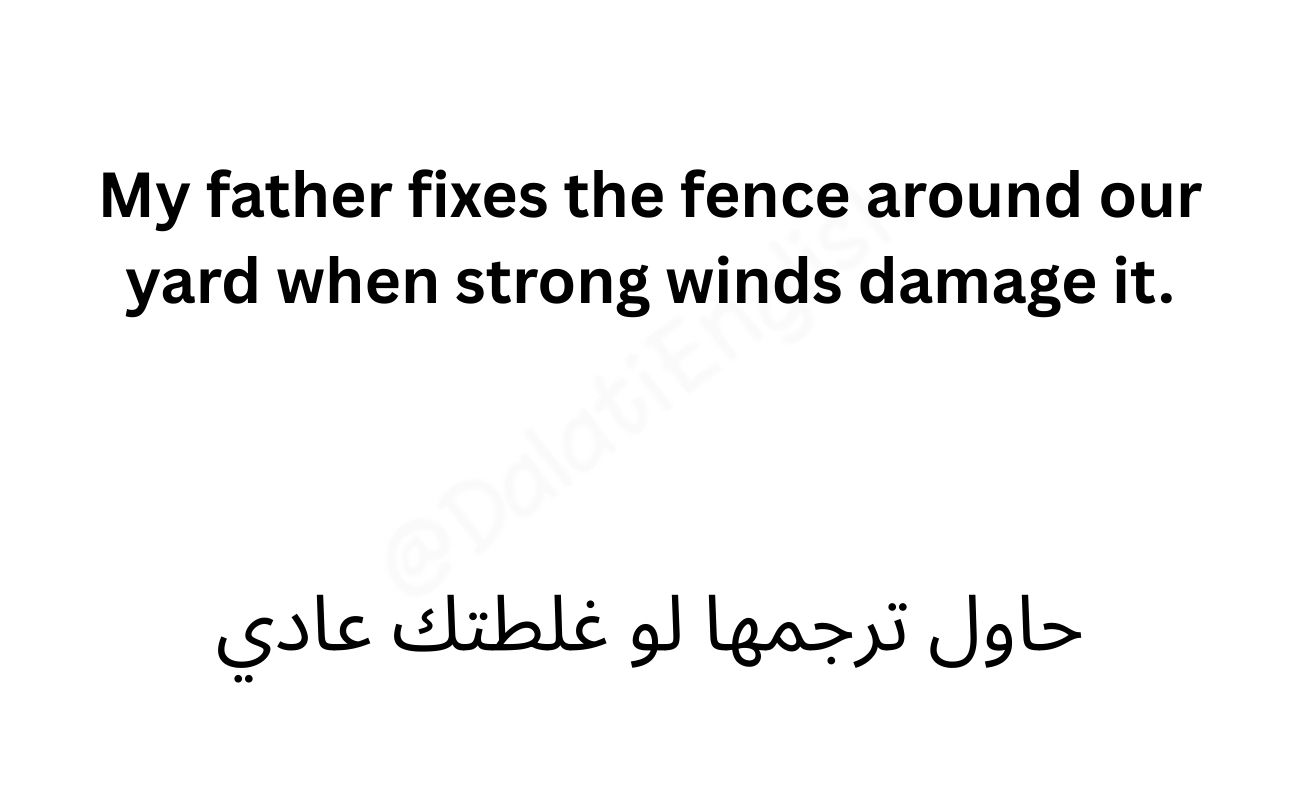 My father fixes the fence around our
yard when strong winds damage it.
@DalatiEnglish
حاول ترجمها لو غلطتك عادي